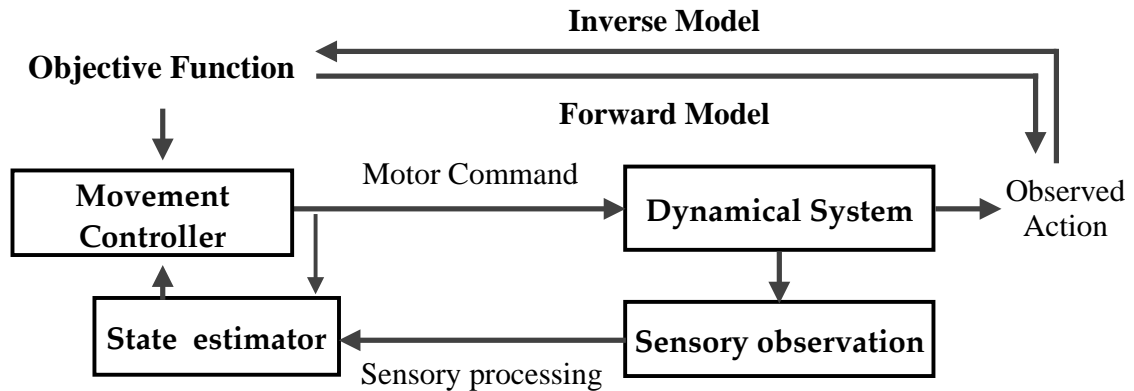 Inverse Model
Objective Function
Forward Model
Movement
Controller
Motor Command
Dynamical System
Observed
Action
State estimator
Sensory observation
Sensory processing